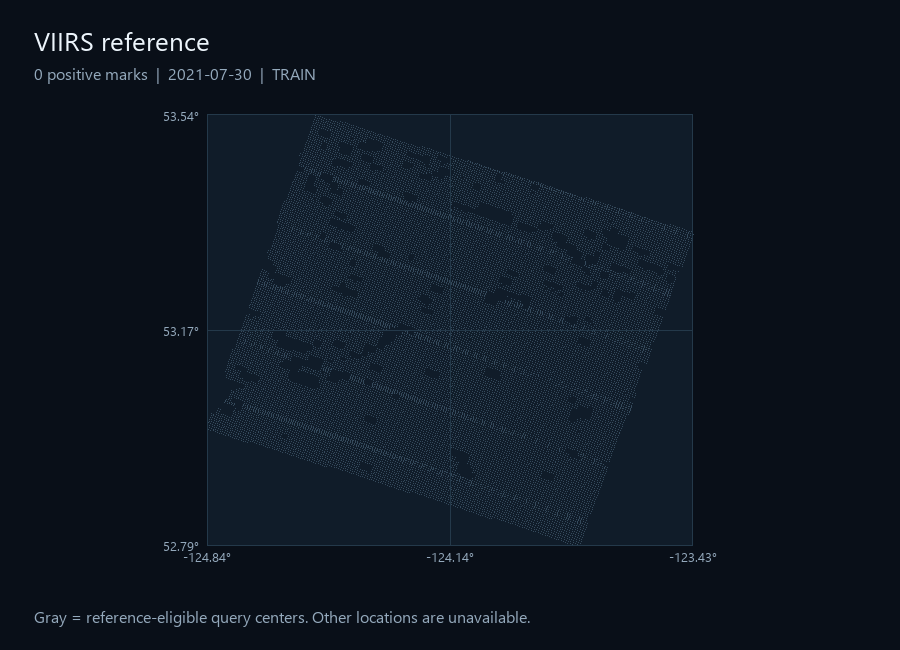 VIIRS reference
0 positive marks | 2021-07-30 | TRAIN
53.54°
53.17°
52.79°
-124.84°
-124.14°
-123.43°
Gray = reference-eligible query centers. Other locations are unavailable.